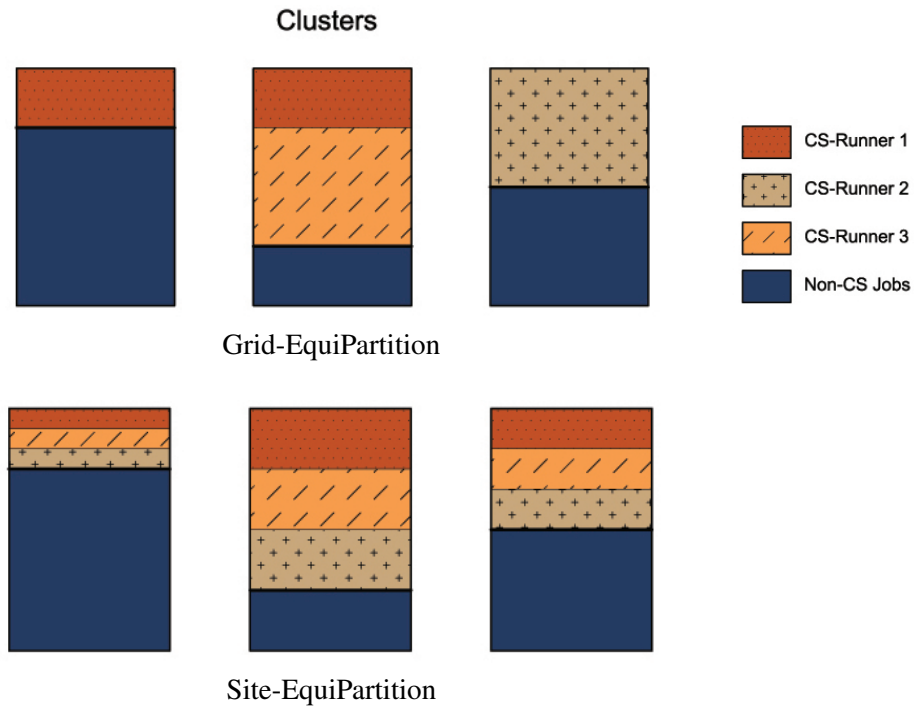 Clusters
CS-Runner 1
CS-Runner 2
CS-Runner 3
Non-CS Jobs
Grid-EquiPartition
Site-EquiPartition